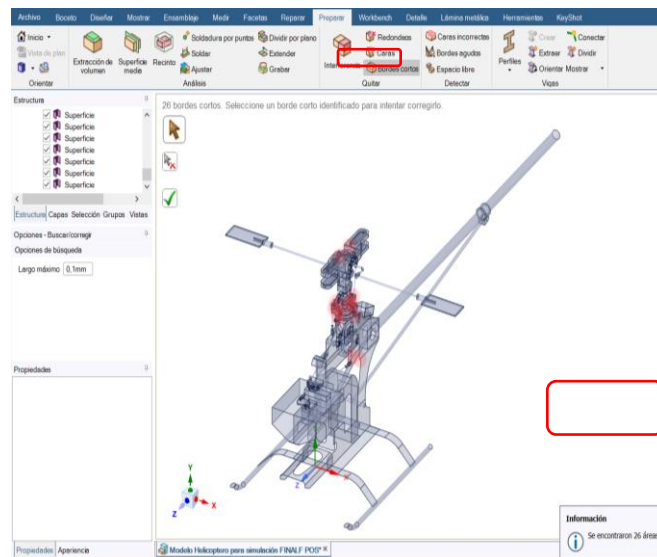 Archivo Boceto Diseñar Mostrar Ensamblaje Medir Facetas Reparar Preparar Workbench Detalle Lámina metálica Herramientas KeyShot
Inicio
Vista de plan
Orientar
Extracción de volumen
Superficie media
Recinto
Soldadura por puntos
Soldar
Ajustar
Dividir por plano
Extender
Grabar
Análisis
Redondeos
Caras
Bordes cortos
Quitar
Caras incorrectas
Bordes agudos
Espacio libre
Detectar
Perfiles
Crear
Extraer
Orientar
Conectar
Dividir
Mostrar
Vigas
Estructura
Superficie
Superficie
Superficie
Superficie
Superficie
Superficie
Estructura Capas Selección Grupos Vistas
Opciones - Buscar/corregir
Opciones de búsqueda
Largo máximo 0,1mm
Propiedades
Propiedades Apariencia
26 bordes cortos. Seleccione un borde corto identificado para intentar corregirlo.
Y
X
Z
Z
Modelo Helicoptero para simulación FINALF POS*
Información
Se encontraron 26 áreas